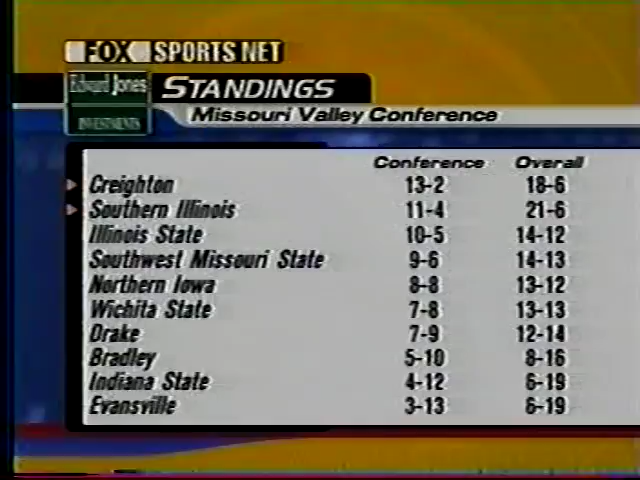 FOX SPORTS NET
Edward Jones
INVESTMENTS
STANDINGS
Missouri Valley Conference
Conference Overall
Creighton 13-2 18-6
Southern Illinois 11-4 21-6
Illinois State 10-5 14-12
Southwest Missouri State 9-6 14-13
Northern Iowa 8-8 13-12
Wichita State 7-8 13-13
Drake 7-9 12-14
Bradley 5-10 8-16
Indiana State 4-12 6-19
Evansville 3-13 6-19